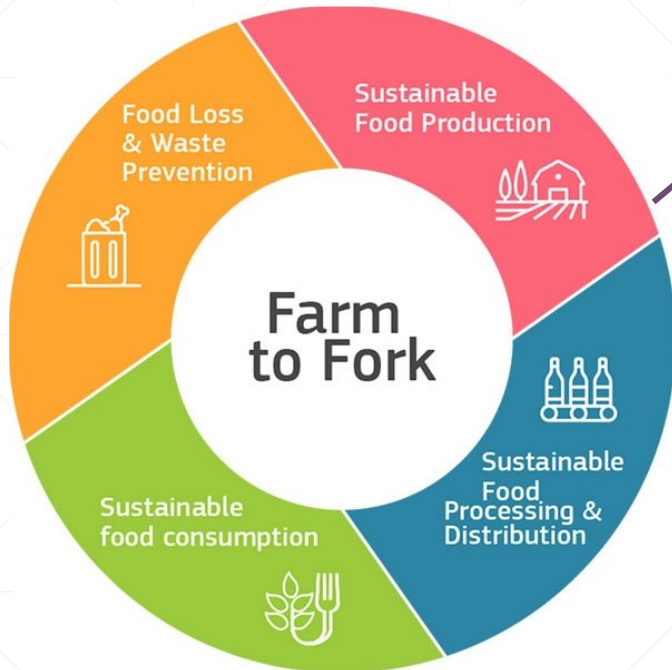 Farm
to Fork
Sustainable
Food Production
Sustainable
Food
Processing &
Distribution
Sustainable
food consumption
Food Loss
& Waste
Prevention